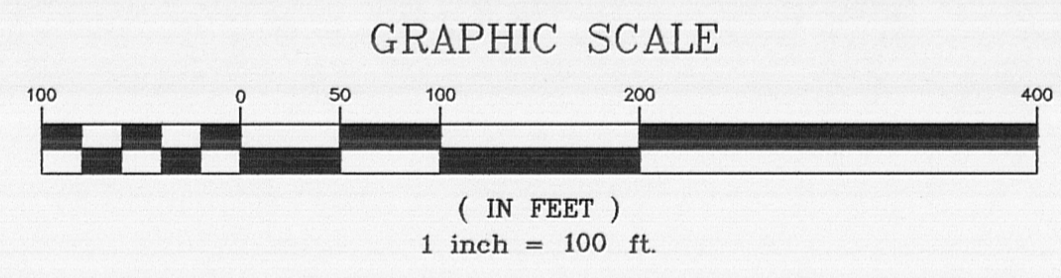 GRAPHIC SCALE
100 0 50 100 200 400
( IN FEET )
1 inch = 100 ft.